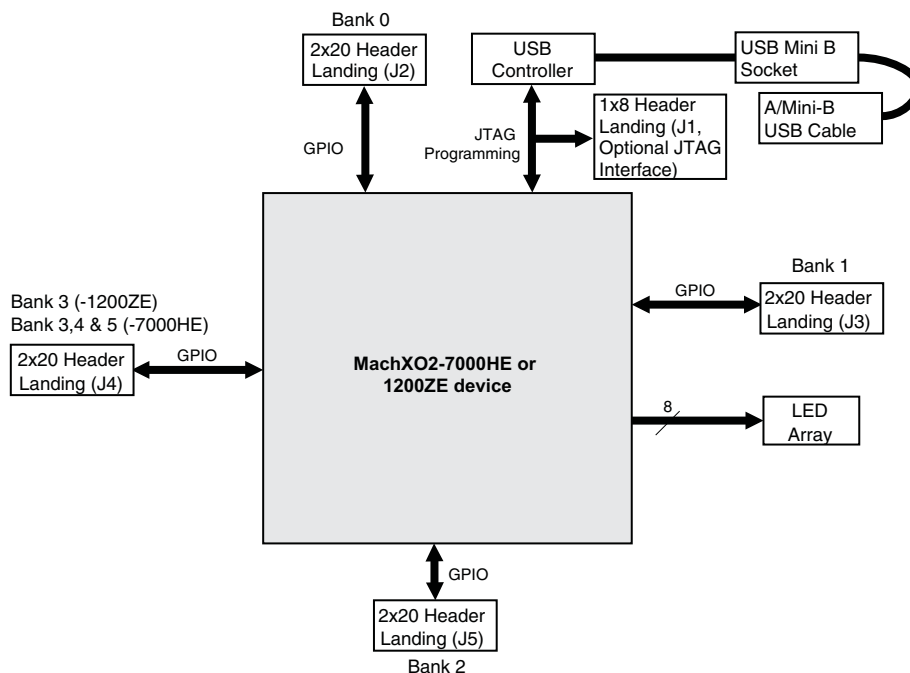 Bank 0
2x20 Header
Landing (J2)
USB
Controller
USB Mini B
Socket
A/Mini-B
USB Cable
1x8 Header
Landing (J1,
Optional JTAG
Interface)
JTAG
Programming
GPIO
Bank 1
GPIO
2x20 Header
Landing (J3)
Bank 3 (-1200ZE)
Bank 3,4 & 5 (-7000HE)
GPIO
2x20 Header
Landing (J4)
MachXO2-7000HE or
1200ZE device
8
LED
Array
GPIO
2x20 Header
Landing (J5)
Bank 2